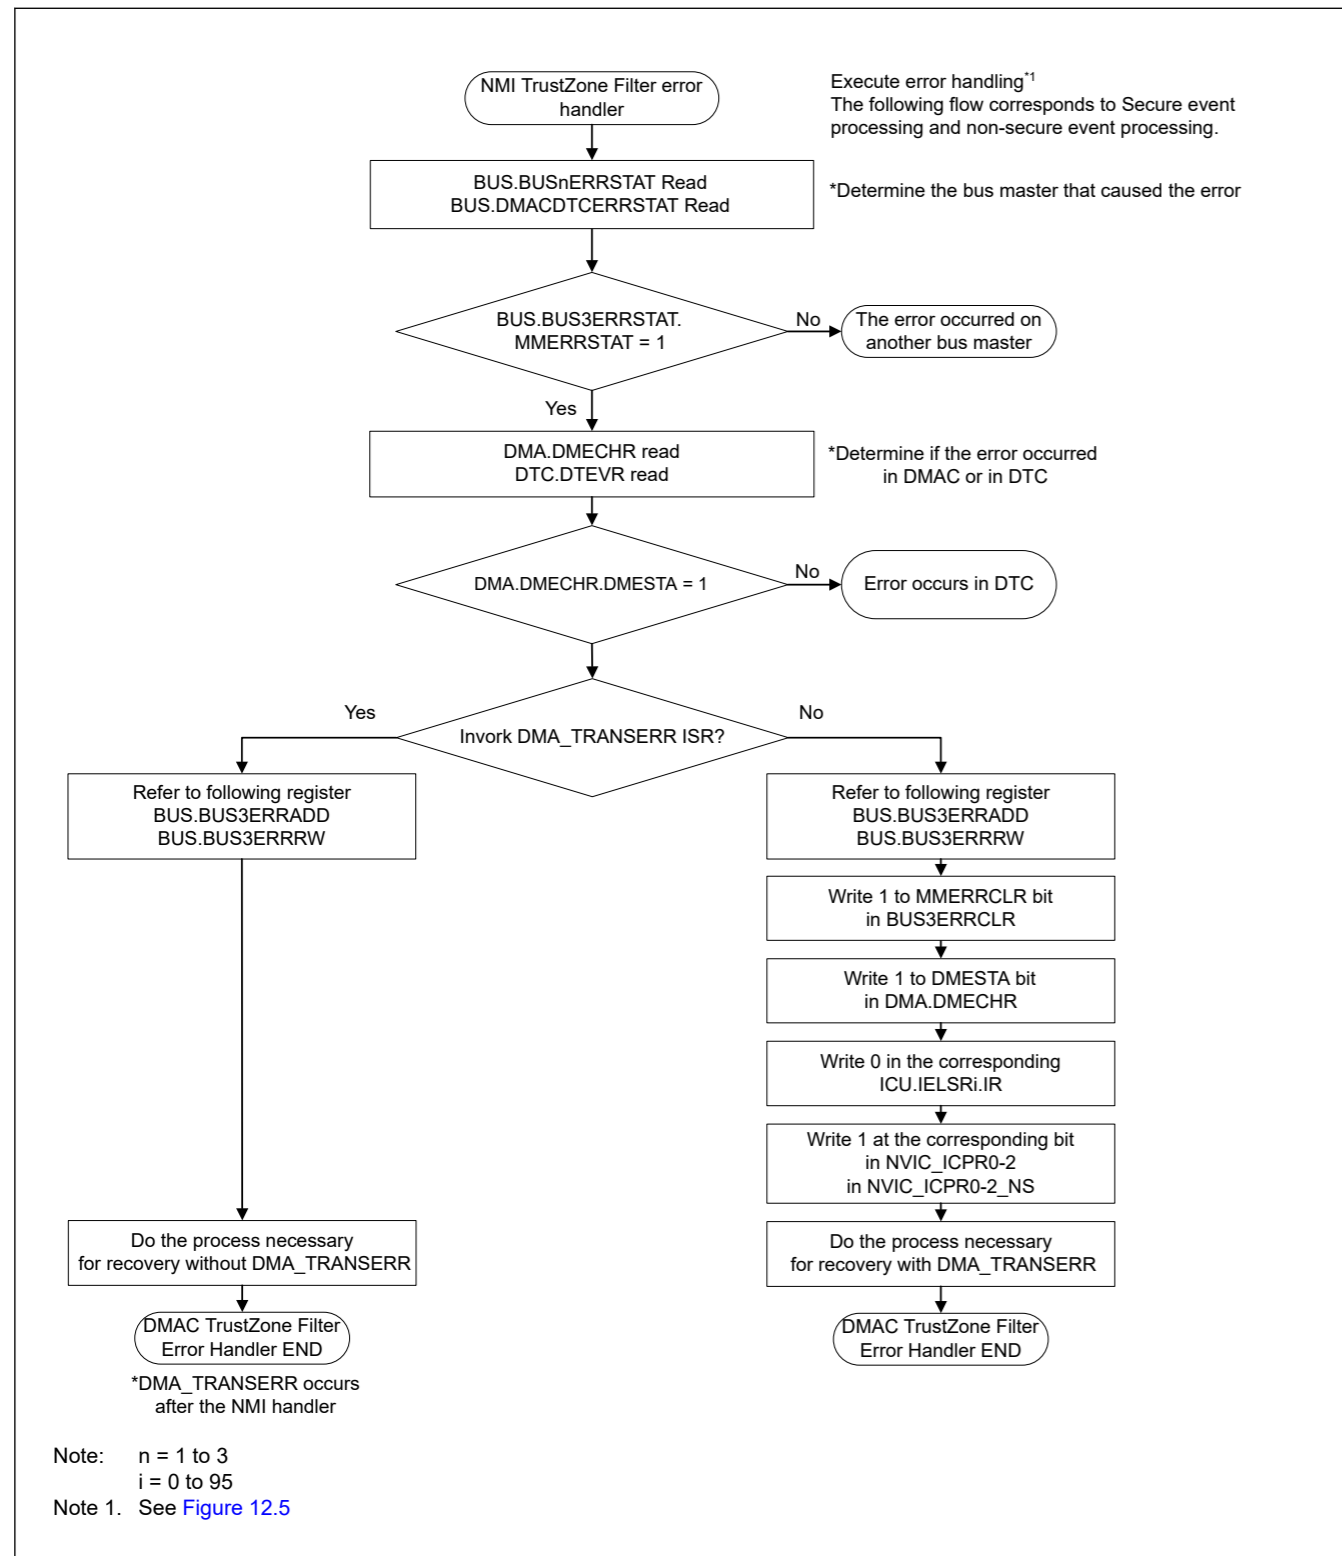 NMI TrustZone Filter error
handler
Execute error handling*1
The following flow corresponds to Secure event
processing and non-secure event processing.
BUS.BUSnERRSTAT Read
BUS.DMACDTCERRSTAT Read
*Determine the bus master that caused the error
BUS.BUS3ERRSTAT.
MMERRSTAT = 1
No
The error occurred on
another bus master
Yes
DMA.DMECHR read
DTC.DTEVR read
*Determine if the error occurred
in DMAC or in DTC
DMA.DMECHR.DMESTA = 1
No
Error occurs in DTC
Invork DMA_TRANSERR ISR?
Yes
No
Refer to following register
BUS.BUS3ERRADD
BUS.BUS3ERRRW
Do the process necessary
for recovery without DMA_TRANSERR
DMAC TrustZone Filter
Error Handler END
*DMA_TRANSERR occurs
after the NMI handler
Refer to following register
BUS.BUS3ERRADD
BUS.BUS3ERRRW
Write 1 to MMERRCLR bit
in BUS3ERRCLR
Write 1 to DMESTA bit
in DMA.DMECHR
Write 0 in the corresponding
ICU.IELSRi.IR
Write 1 at the corresponding bit
in NVIC_ICPR0-2
in NVIC_ICPR0-2_NS
Do the process necessary
for recovery with DMA_TRANSERR
DMAC TrustZone Filter
Error Handler END
Note: n = 1 to 3
i = 0 to 95
Note 1. See Figure 12.5